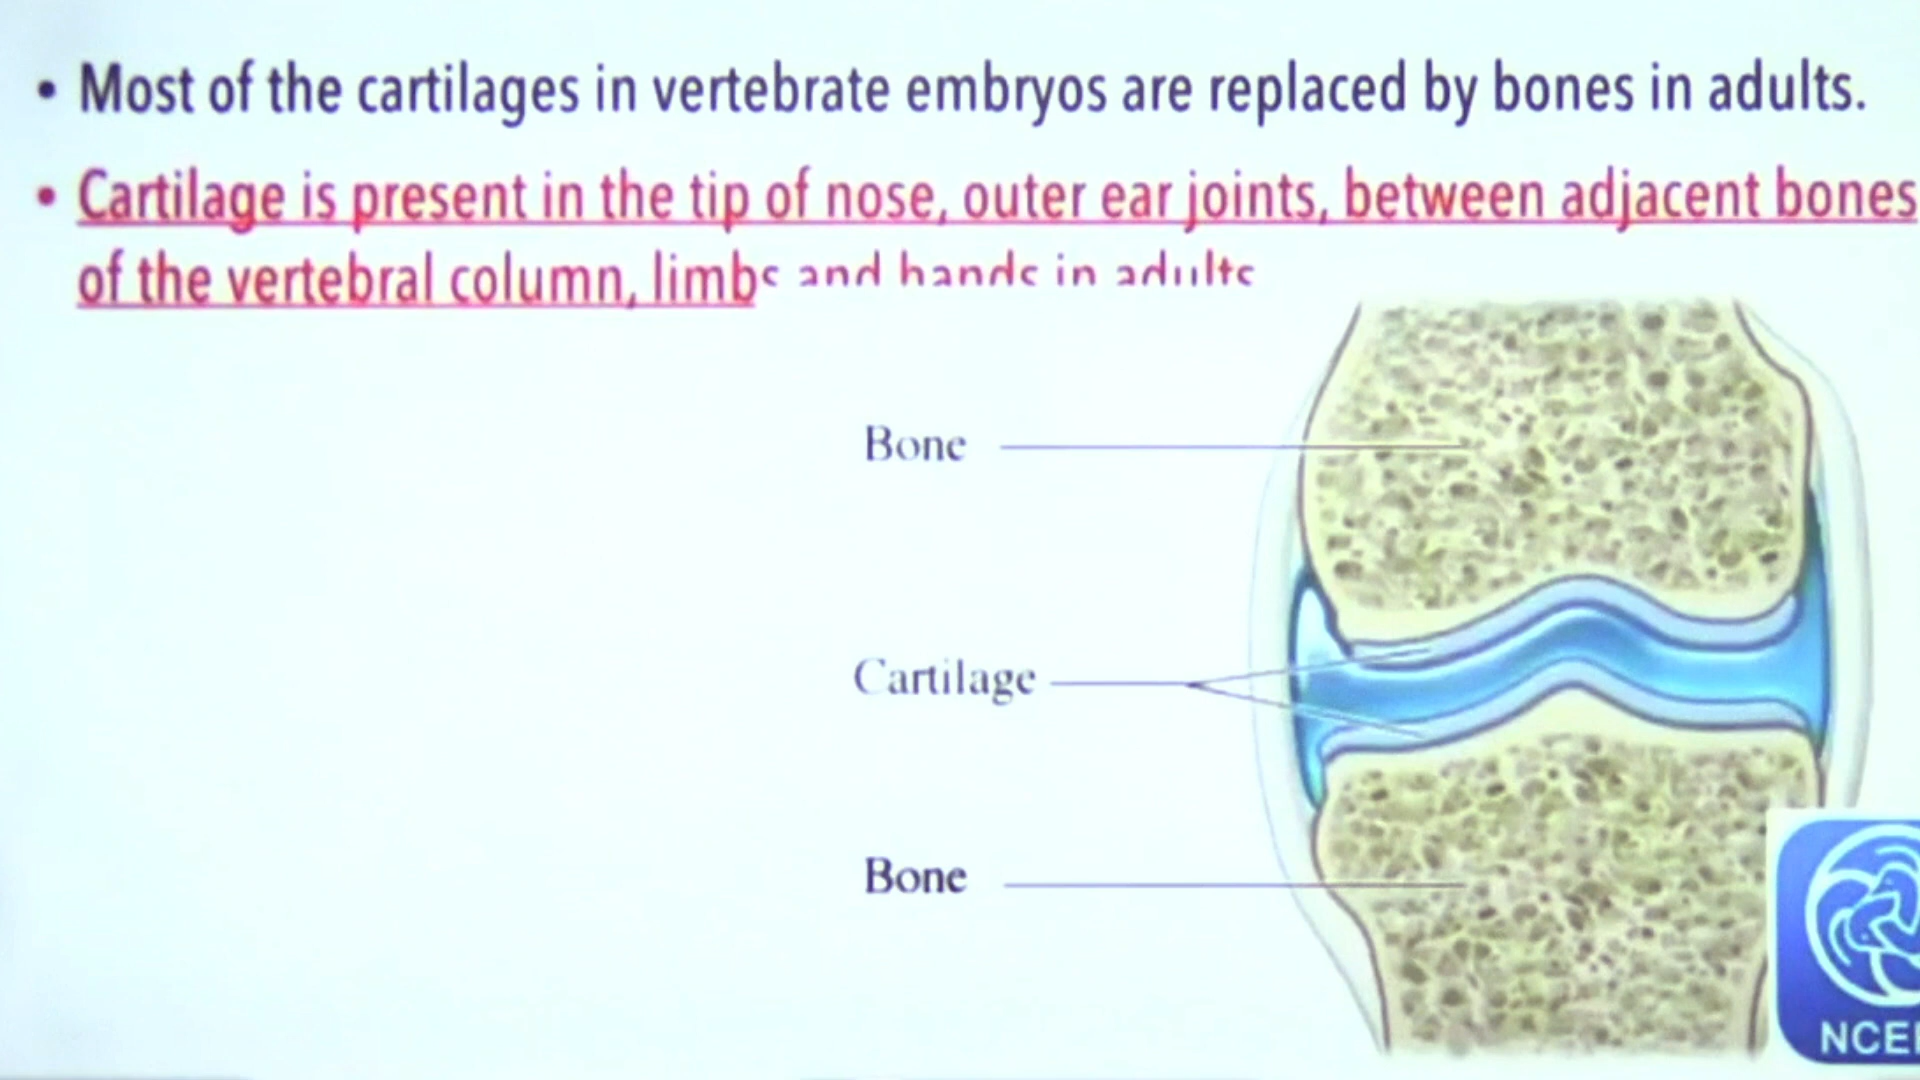 • Most of the cartilages in vertebrate embryos are replaced by bones in adults.
• Cartilage is present in the tip of nose, outer ear joints, between adjacent bones
of the vertebral column, limbs and hands in adults
Bone
Cartilage
Bone